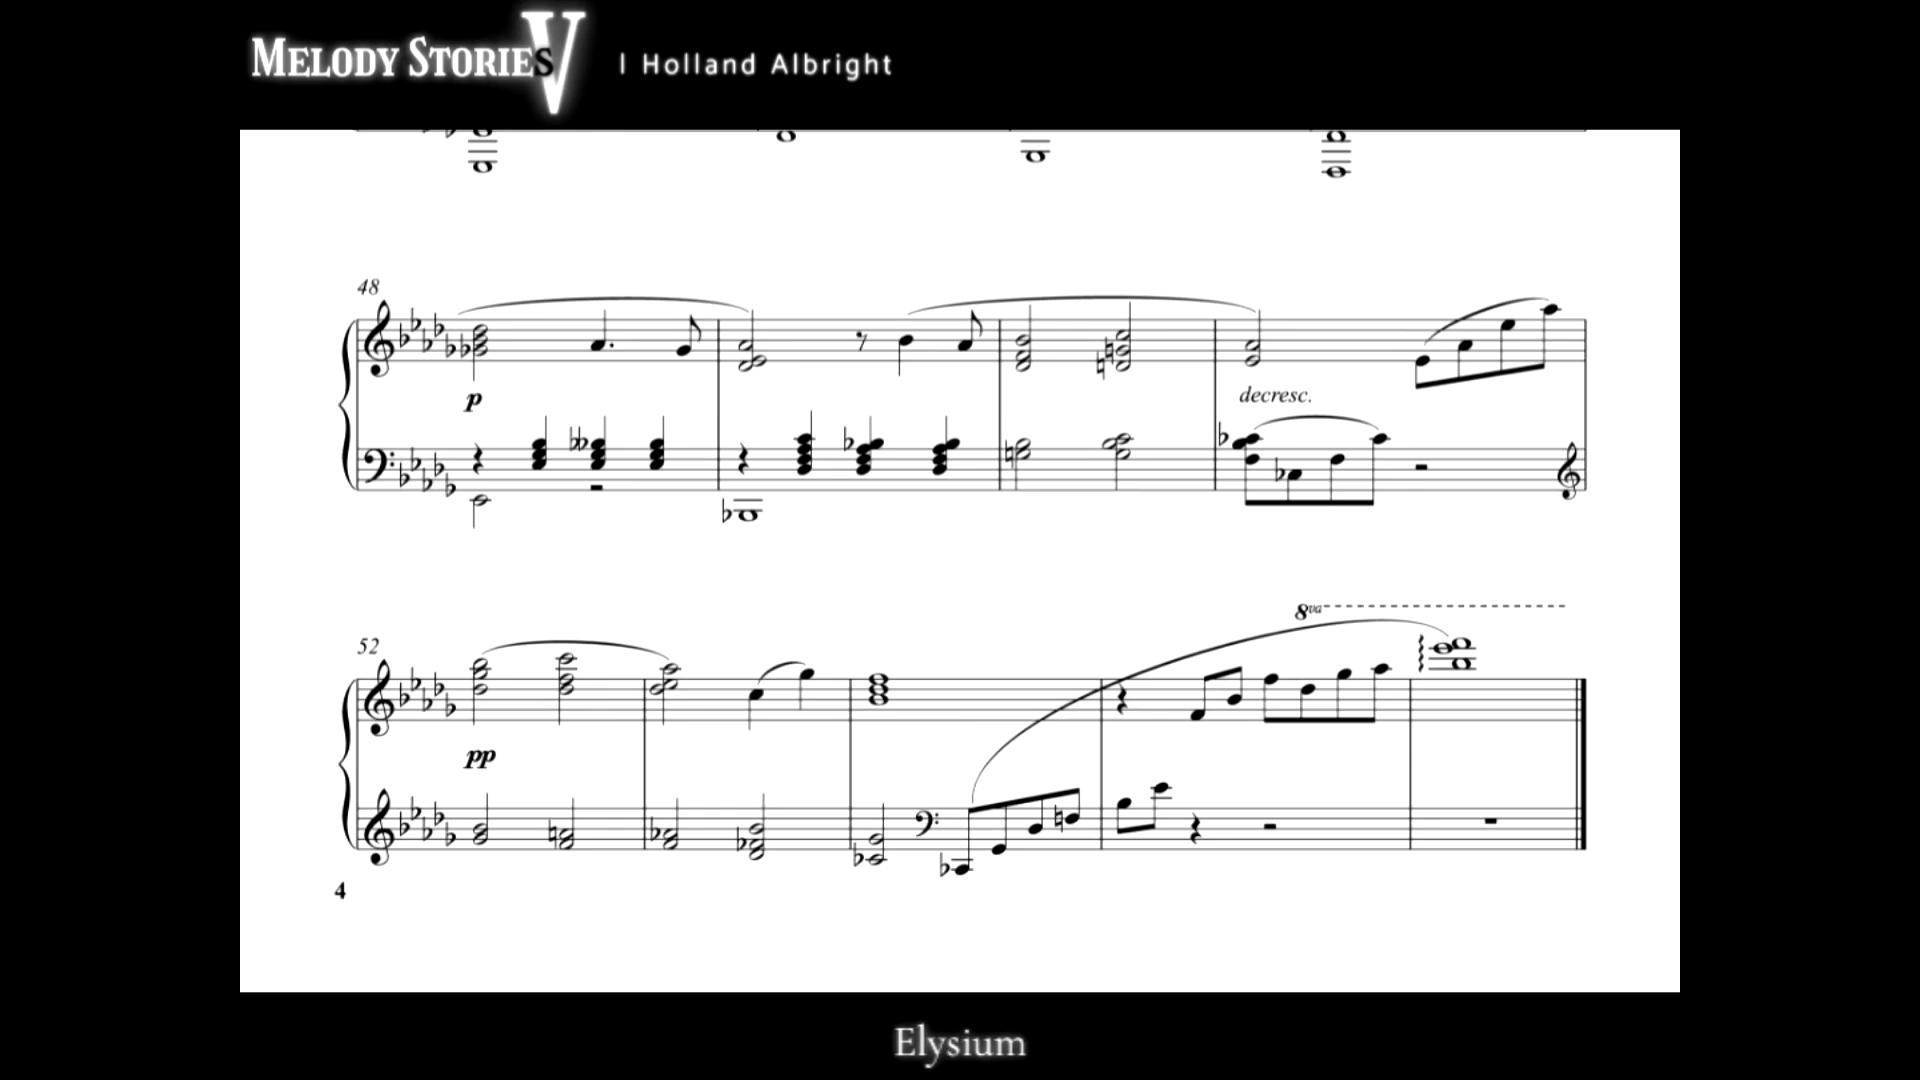 MELODY STORIES V | Holland Albright
48
p
decresc.
52
8va
pp
4
Elysium